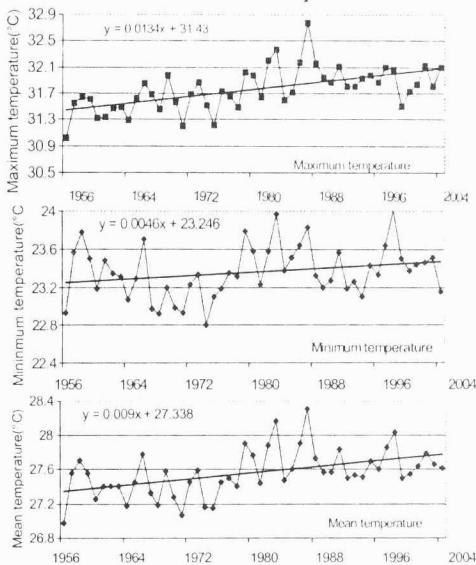 Maximum temperature(°C)
32.9
32.5
32.1
31.7
31.3
30.9
30.5
y = 0.0134x + 31.43
Maximum temperature
1956 1964 1972 1980 1988 1996 2004
Mininmum temperature(°C
24
23.6
23.2
22.8
22.4
y = 0.0046x + 23.246
Minimum temperature
1956 1964 1972 1980 1988 1996 2004
Mean temperature(°C)
28.4
28
27.6
27.2
26.8
y = 0.009x + 27.338
Mean temperature
1956 1964 1972 1980 1988 1996 2004